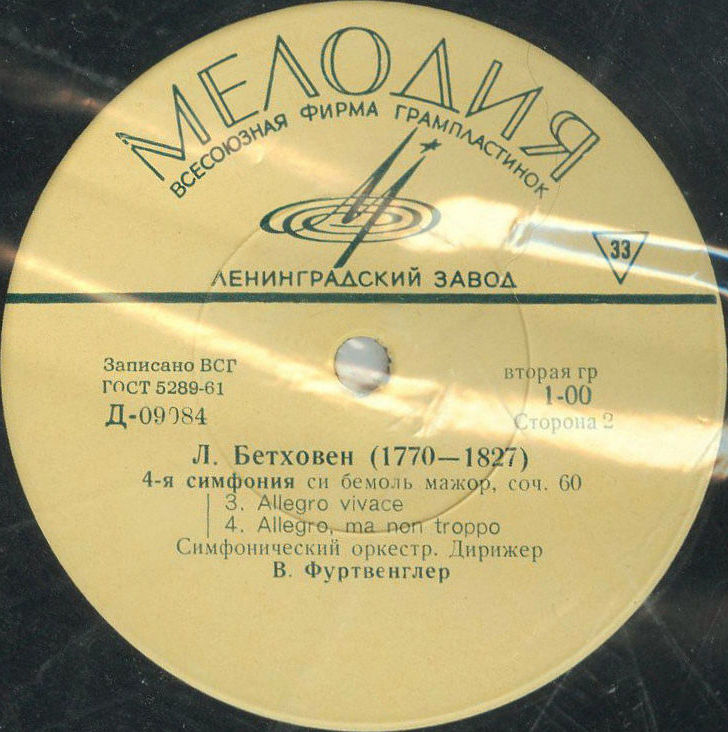 МЕЛОДИЯ
ВСЕСОЮЗНАЯ ФИРМА ГРАМПЛАСТИНОК
33
ЛЕНИНГРАДСКИЙ ЗАВОД
Записано ВСГ
ГОСТ 5289-61
Д-09084
вторая гр
1-00
Сторона 2
Л. Бетховен (1770—1827)
4-я симфония си бемоль мажор, соч. 60
3. Allegro vivace
4. Allegro, ma non troppo
Симфонический оркестр. Дирижер
В. Фуртвенглер